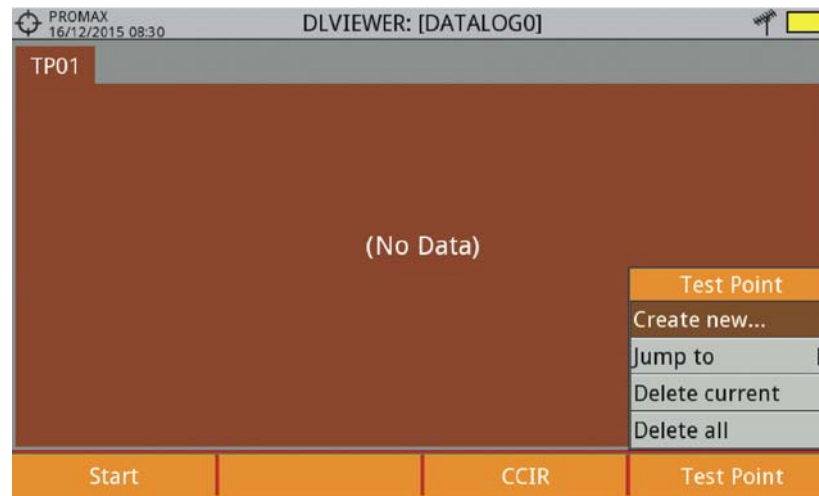 PROMAX
16/12/2015 08:30
DLVIEWER: [DATALOG0]
TP01
(No Data)
Test Point
Create new...
Jump to
Delete current
Delete all
Start
CCIR
Test Point